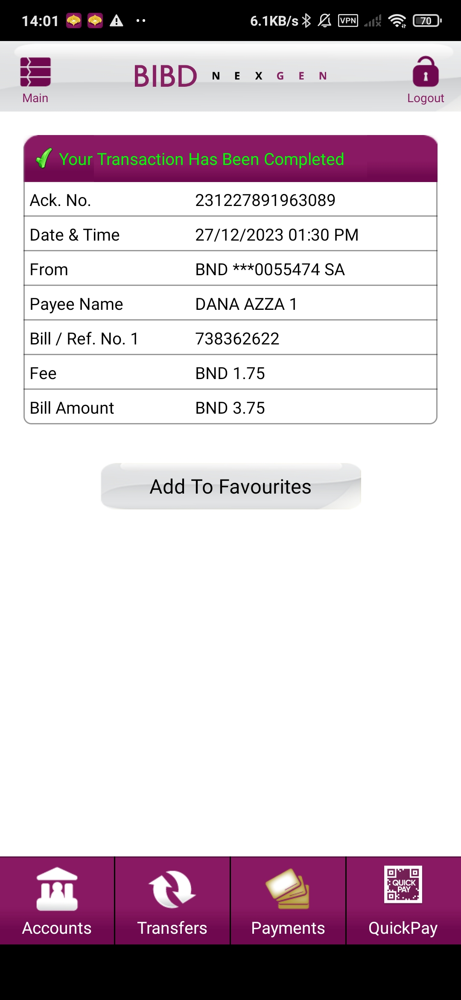 14:01 6.1KB/s VPN 70
BIBD NEXGEN
Main Logout
Your Transaction Has Been Completed
Ack. No. 231227891963089
Date & Time 27/12/2023 01:30 PM
From BND ***0055474 SA
Payee Name DANA AZZA 1
Bill / Ref. No. 1 738362622
Fee BND 1.75
Bill Amount BND 3.75
Add To Favourites
QUICK
PAY
Accounts Transfers Payments QuickPay